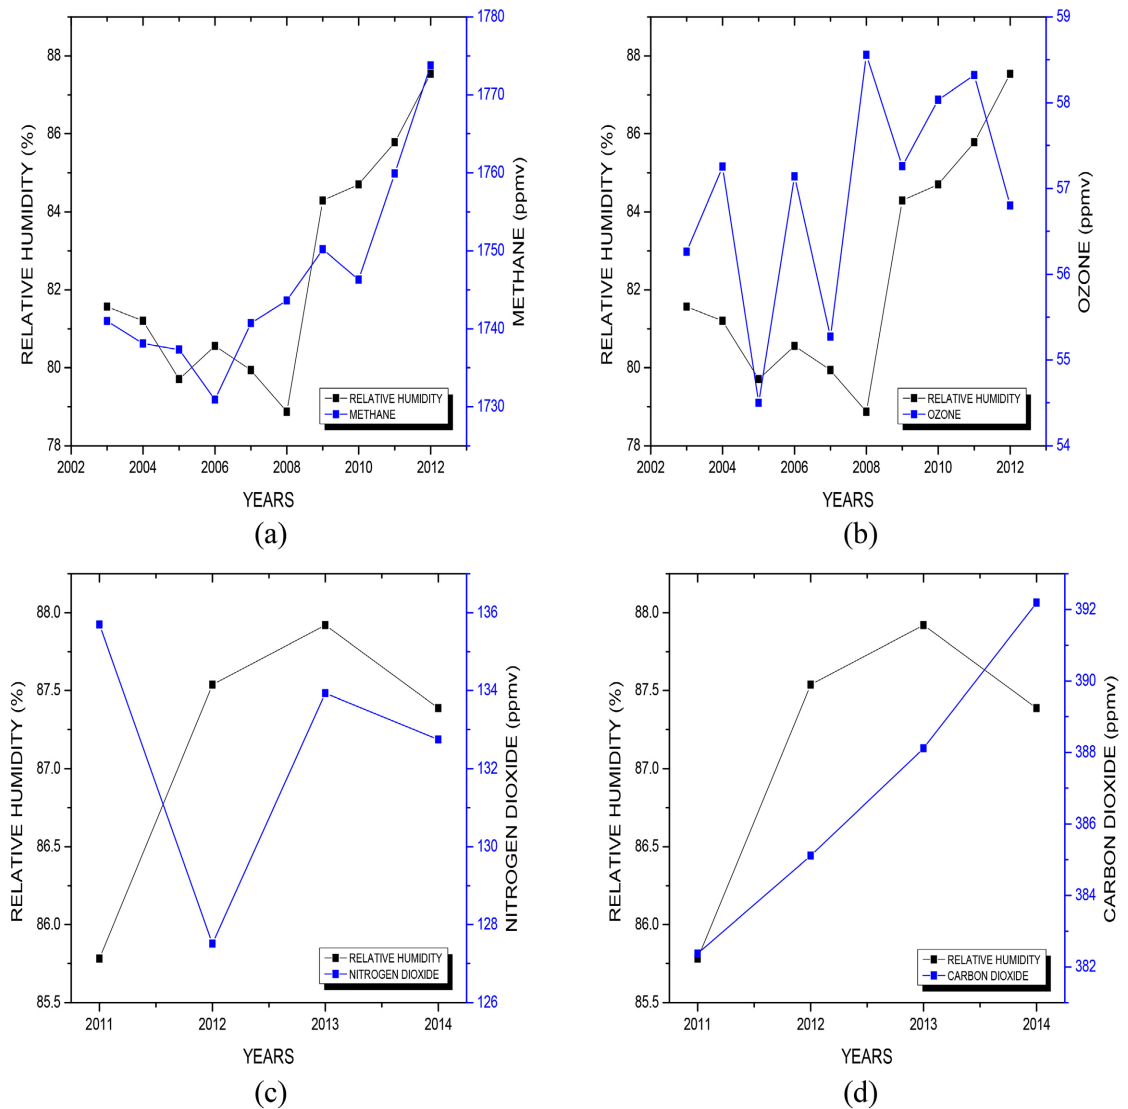 1780
88
1770
86
1760
84
1750
82
1740
80
1730
78
2002 2004 2006 2008 2010 2012
RELATIVE HUMIDITY (%)
METHANE (ppmv)
RELATIVE HUMIDITY
METHANE
YEARS
(a)
59
88
58
86
57
84
56
82
55
80
54
78
2002 2004 2006 2008 2010 2012
RELATIVE HUMIDITY (%)
OZONE (ppmv)
RELATIVE HUMIDITY
OZONE
YEARS
(b)
136
88.0
134
87.5
132
87.0
130
86.5
128
86.0
126
85.5
2011 2012 2013 2014
RELATIVE HUMIDITY (%)
NITROGEN DIOXIDE (ppmv)
RELATIVE HUMIDITY
NITROGEN DIOXIDE
YEARS
(c)
392
88.0
390
87.5
388
87.0
386
86.5
384
86.0
382
85.5
2011 2012 2013 2014
RELATIVE HUMIDITY (%)
CARBON DIOXIDE (ppmv)
RELATIVE HUMIDITY
CARBON DIOXIDE
YEARS
(d)